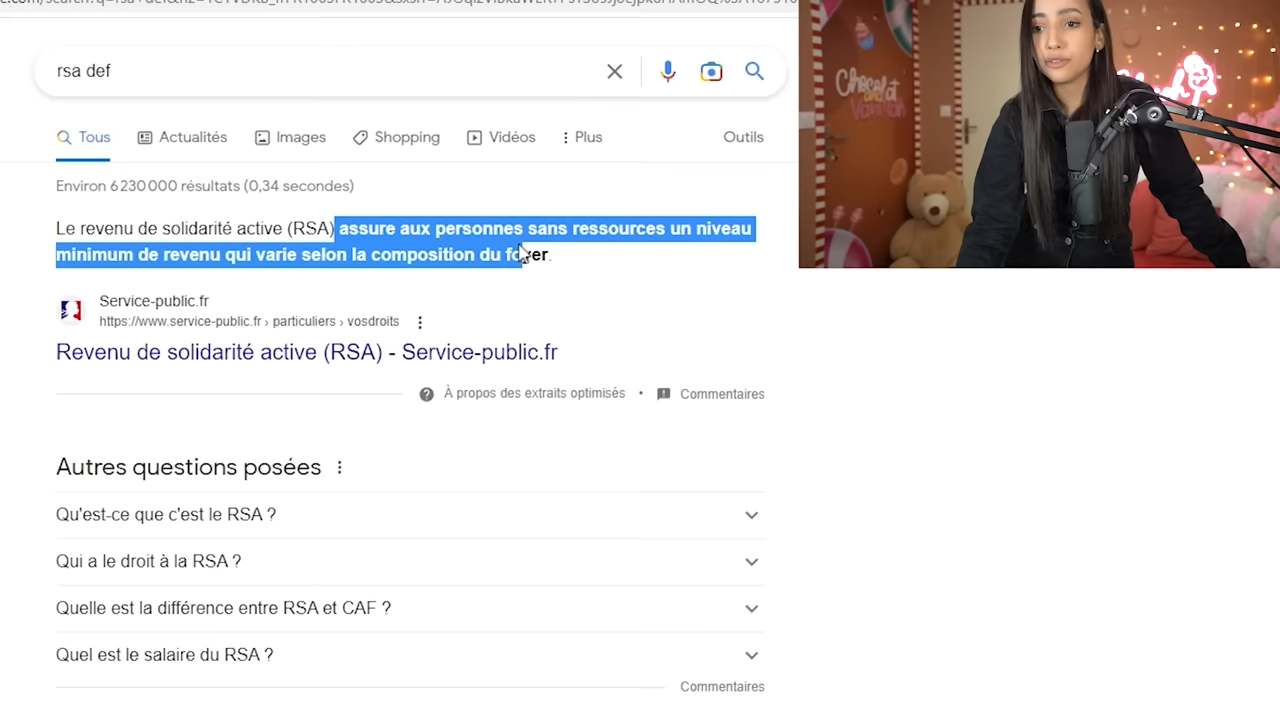 rsa def
Tous
Actualités
Images
Shopping
Vidéos
Plus
Outils
Environ 6 230 000 résultats (0,34 secondes)
Le revenu de solidarité active (RSA) assure aux personnes sans ressources un niveau
minimum de revenu qui varie selon la composition du foyer.
Service-public.fr
https://www.service-public.fr › particuliers › vosdroits
Revenu de solidarité active (RSA) - Service-public.fr
À propos des extraits optimisés • Commentaires
Autres questions posées
Qu'est-ce que c'est le RSA ?
Qui a le droit à la RSA ?
Quelle est la différence entre RSA et CAF ?
Quel est le salaire du RSA ?
Commentaires